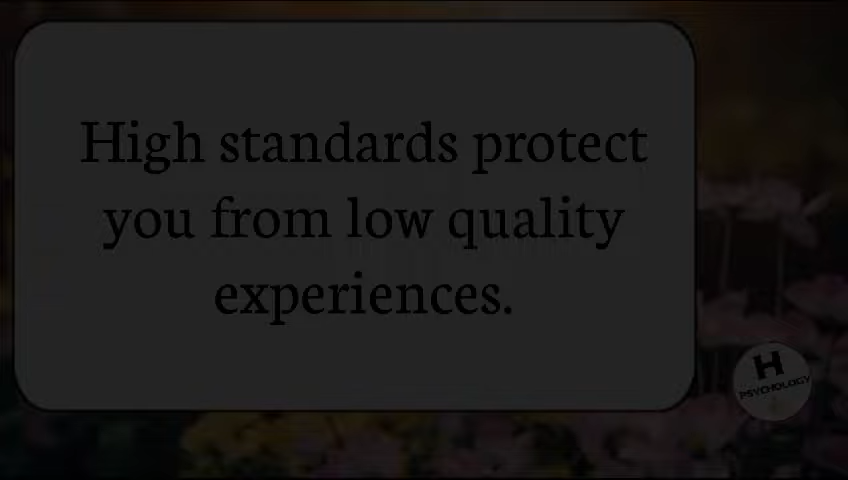 High standards protect
you from low quality
experiences.
H
PSYCHOLOGY